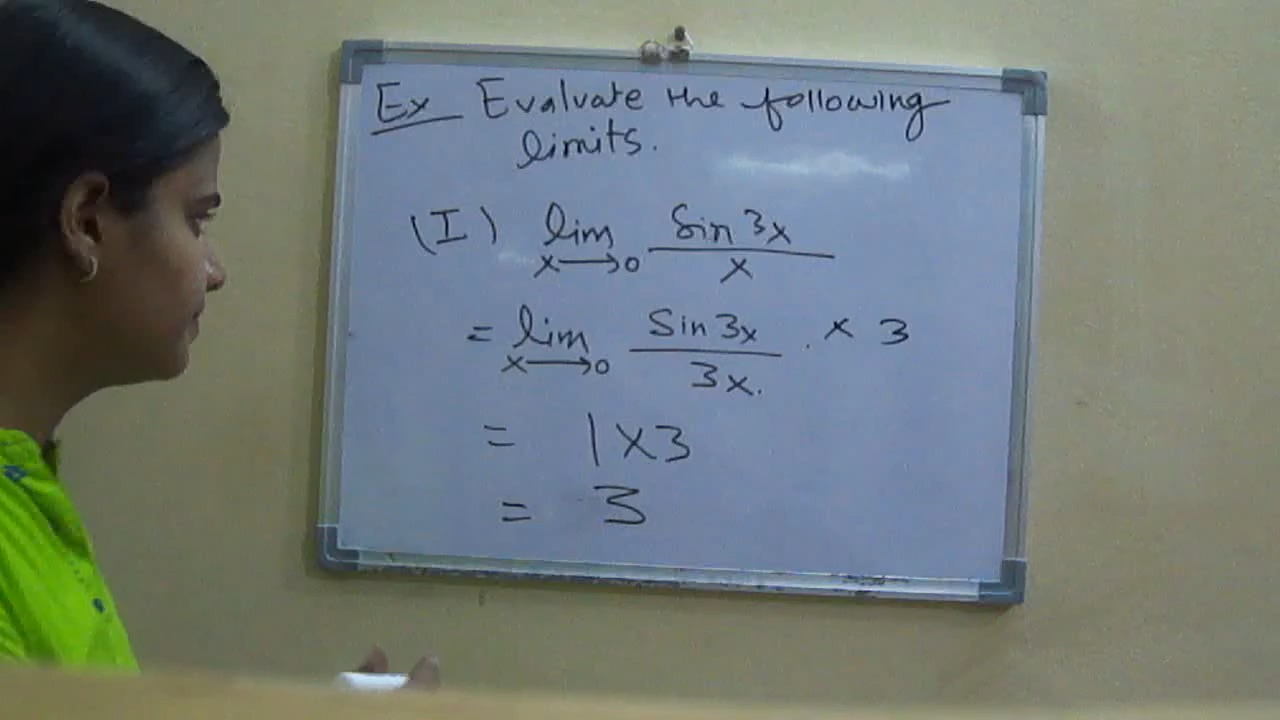 Ex Evaluate the following
limits.
(I) lim x→0 Sin 3x / x
= lim x→0 Sin 3x / 3x. . × 3
= 1×3
= 3